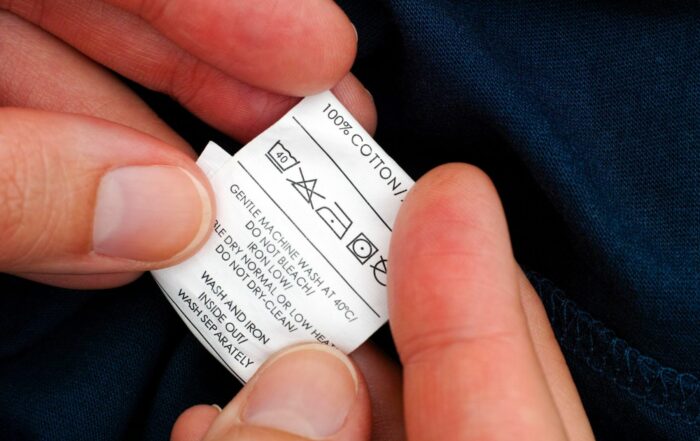 100% COTTON/
40
GENTLE MACHINE WASH AT 40°C/
DO NOT BLEACH/
IRON LOW/
DRY NORMAL OR LOW
DO NOT DRY-CLEAN/
WASH AND IRON
INSIDE OUT/
WASH SEPARATELY